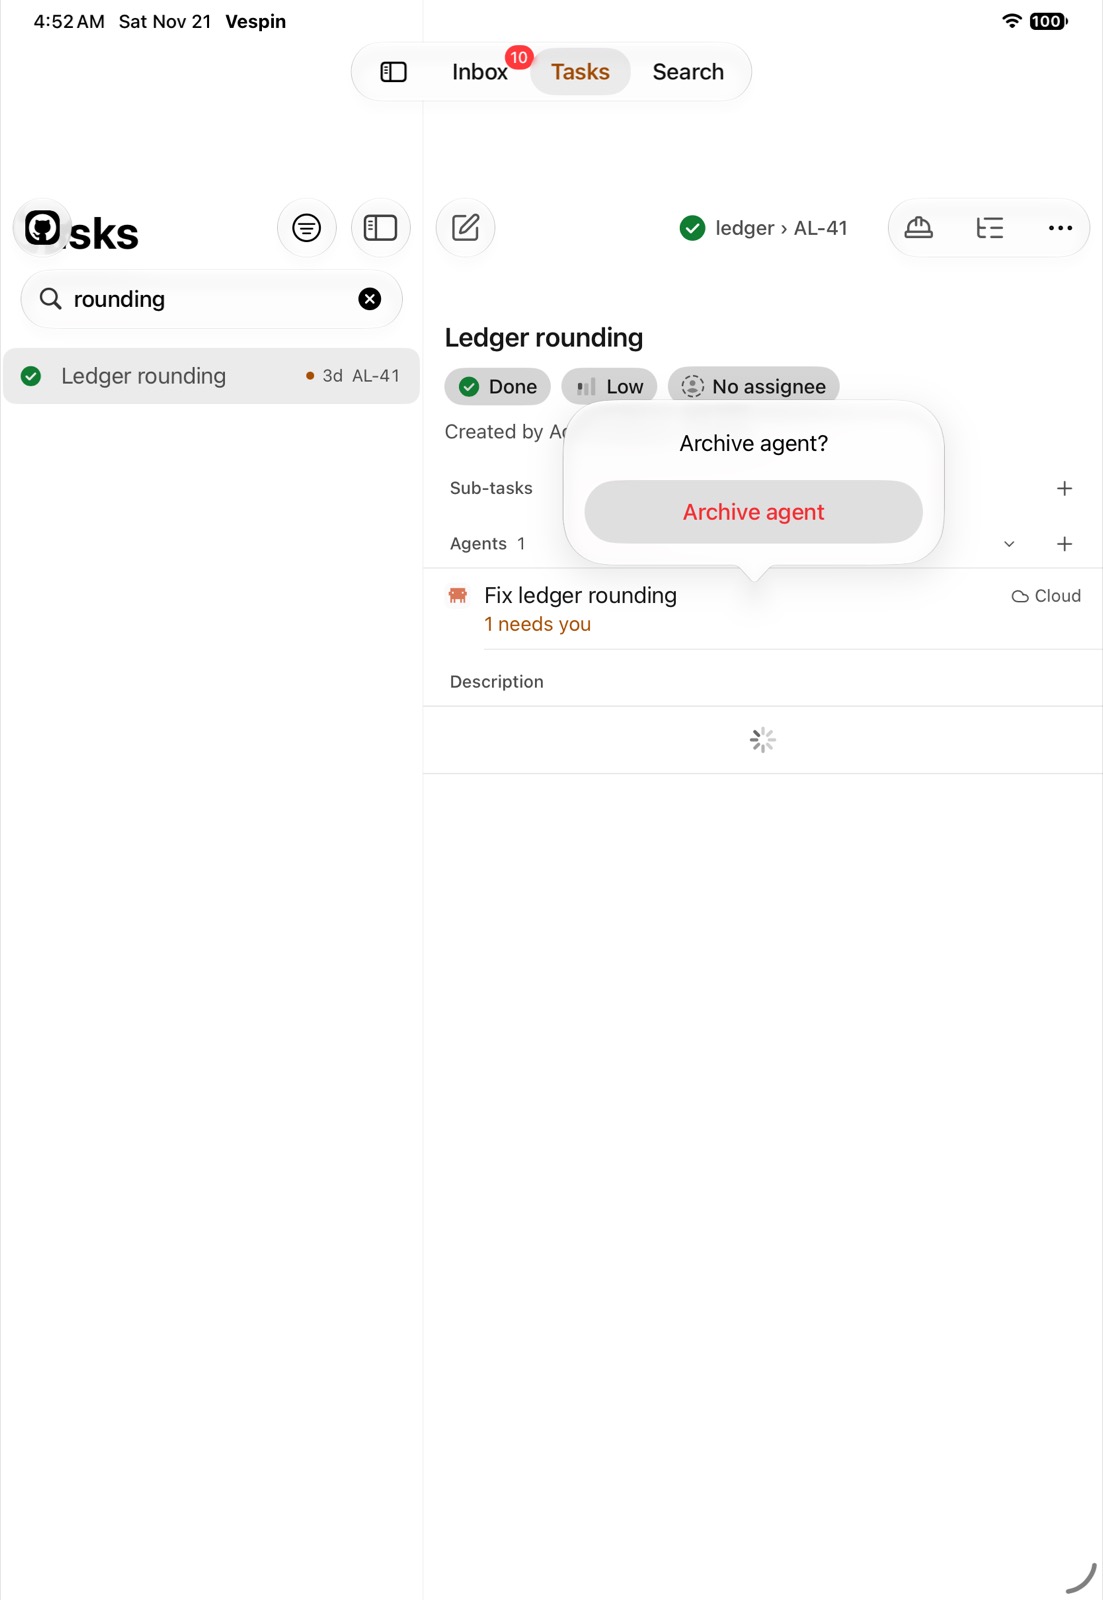 4:52 AM Sat Nov 21 Vespin
100
Inbox 10 Tasks Search
sks
rounding
Ledger rounding 3d AL-41
ledger › AL-41
Ledger rounding
Done Low No assignee
Created by
Archive agent?
Archive agent
Sub-tasks
Agents 1
Fix ledger rounding Cloud
1 needs you
Description